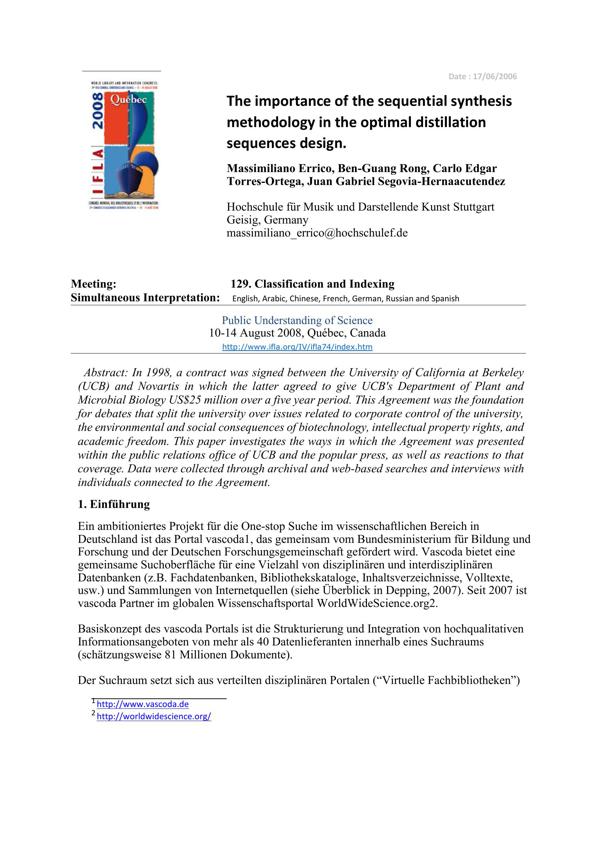 Date : 17/06/2006
WORLD LIBRARY AND INFORMATION CONGRESS:
IFLA 2008
Québec
The importance of the sequential synthesis
methodology in the optimal distillation
sequences design.
Massimiliano Errico, Ben-Guang Rong, Carlo Edgar
Torres-Ortega, Juan Gabriel Segovia-Hernaacutendez
Hochschule für Musik und Darstellende Kunst Stuttgart
Geisig, Germany
massimiliano_errico@hochschulef.de
Meeting: 129. Classification and Indexing
Simultaneous Interpretation: English, Arabic, Chinese, French, German, Russian and Spanish
Public Understanding of Science
10-14 August 2008, Québec, Canada
http://www.ifla.org/IV/ifla74/index.htm
Abstract: In 1998, a contract was signed between the University of California at Berkeley
(UCB) and Novartis in which the latter agreed to give UCB's Department of Plant and
Microbial Biology US$25 million over a five year period. This Agreement was the foundation
for debates that split the university over issues related to corporate control of the university,
the environmental and social consequences of biotechnology, intellectual property rights, and
academic freedom. This paper investigates the ways in which the Agreement was presented
within the public relations office of UCB and the popular press, as well as reactions to that
coverage. Data were collected through archival and web-based searches and interviews with
individuals connected to the Agreement.
1. Einführung
Ein ambitioniertes Projekt für die One-stop Suche im wissenschaftlichen Bereich in
Deutschland ist das Portal vascoda1, das gemeinsam vom Bundesministerium für Bildung und
Forschung und der Deutschen Forschungsgemeinschaft gefördert wird. Vascoda bietet eine
gemeinsame Suchoberfläche für eine Vielzahl von disziplinären und interdisziplinären
Datenbanken (z.B. Fachdatenbanken, Bibliothekskataloge, Inhaltsverzeichnisse, Volltexte,
usw.) und Sammlungen von Internetquellen (siehe Überblick in Depping, 2007). Seit 2007 ist
vascoda Partner im globalen Wissenschaftsportal WorldWideScience.org2.
Basiskonzept des vascoda Portals ist die Strukturierung und Integration von hochqualitativen
Informationsangeboten von mehr als 40 Datenlieferanten innerhalb eines Suchraums
(schätzungsweise 81 Millionen Dokumente).
Der Suchraum setzt sich aus verteilten disziplinären Portalen (“Virtuelle Fachbibliotheken”)
1 http://www.vascoda.de
2 http://worldwidescience.org/